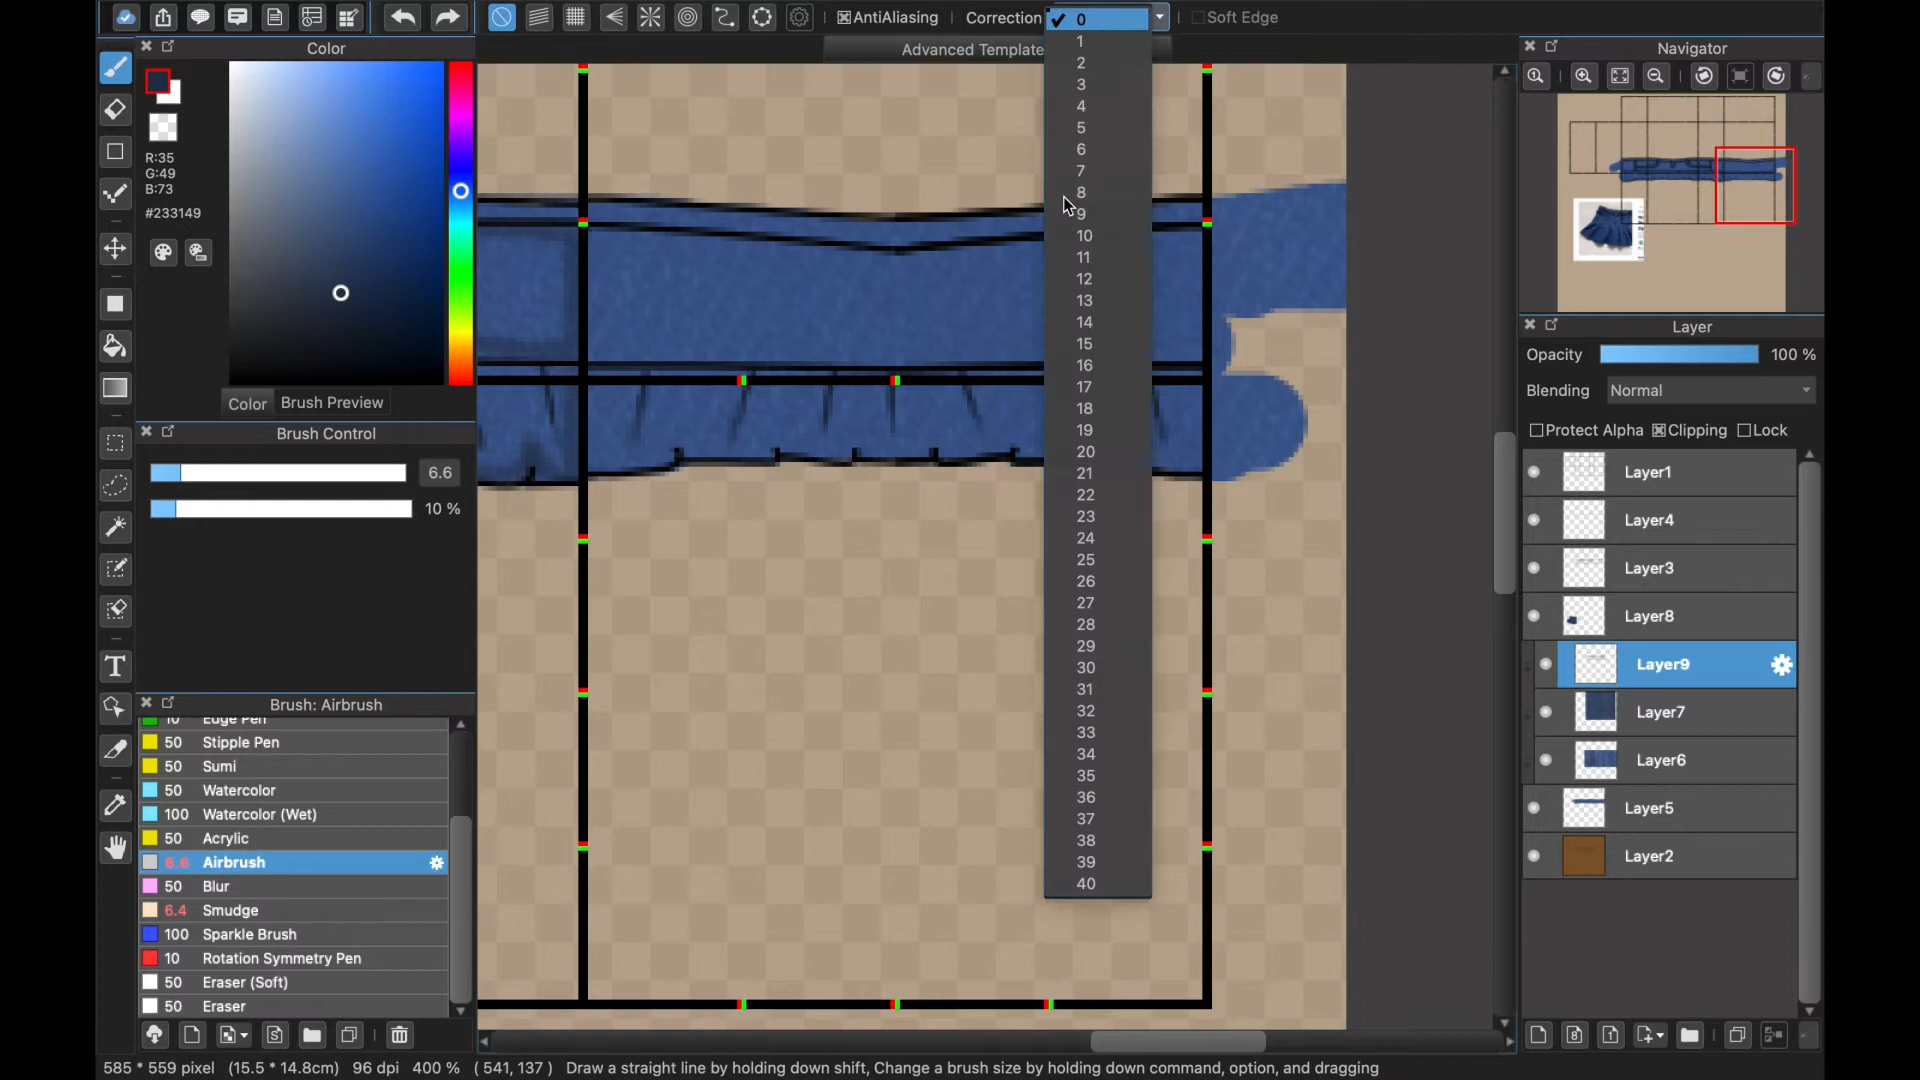 AntiAliasing
Correction
Soft Edge
Advanced Template
Color
R:35
G:49
B:73
#233149
Color
Brush Preview
Brush Control
6.6
10 %
Brush: Airbrush
10 Edge Pen
50 Stipple Pen
50 Sumi
50 Watercolor
100 Watercolor (Wet)
50 Acrylic
6.6 Airbrush
50 Blur
6.4 Smudge
100 Sparkle Brush
10 Rotation Symmetry Pen
50 Eraser (Soft)
50 Eraser
0
1
2
3
4
5
6
7
8
9
10
11
12
13
14
15
16
17
18
19
20
21
22
23
24
25
26
27
28
29
30
31
32
33
34
35
36
37
38
39
40
Navigator
Layer
Opacity 100 %
Blending Normal
Protect Alpha Clipping Lock
Layer1
Layer4
Layer3
Layer8
Layer9
Layer7
Layer6
Layer5
Layer2
585 * 559 pixel (15.5 * 14.8cm) 96 dpi 400 % ( 541, 137 ) Draw a straight line by holding down shift, Change a brush size by holding down command, option, and dragging